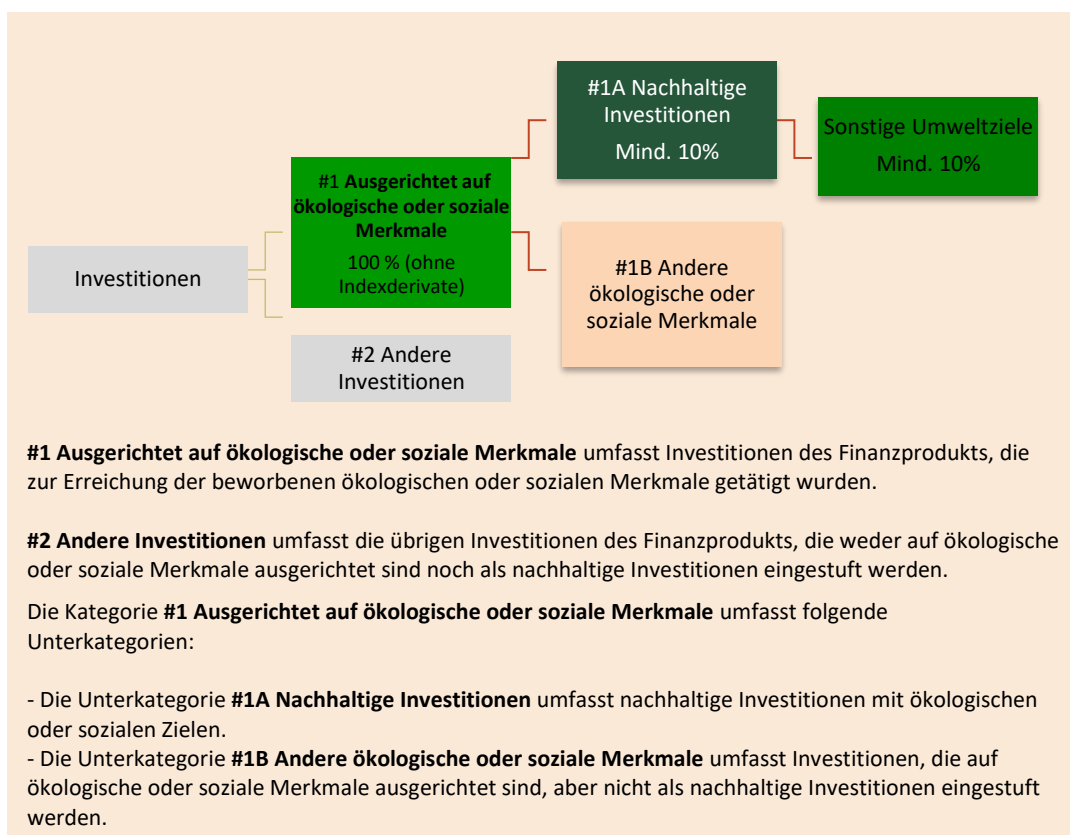 #1A Nachhaltige
Investitionen
Mind. 10%
Sonstige Umweltziele
Mind. 10%
#1 Ausgerichtet auf
ökologische oder soziale
Merkmale
100 % (ohne
Indexderivate)
Investitionen
#1B Andere
ökologische oder
soziale Merkmale
#2 Andere
Investitionen
#1 Ausgerichtet auf ökologische oder soziale Merkmale umfasst Investitionen des Finanzprodukts, die
zur Erreichung der beworbenen ökologischen oder sozialen Merkmale getätigt wurden.
#2 Andere Investitionen umfasst die übrigen Investitionen des Finanzprodukts, die weder auf ökologische
oder soziale Merkmale ausgerichtet sind noch als nachhaltige Investitionen eingestuft werden.
Die Kategorie #1 Ausgerichtet auf ökologische oder soziale Merkmale umfasst folgende
Unterkategorien:
- Die Unterkategorie #1A Nachhaltige Investitionen umfasst nachhaltige Investitionen mit ökologischen
oder sozialen Zielen.
- Die Unterkategorie #1B Andere ökologische oder soziale Merkmale umfasst Investitionen, die auf
ökologische oder soziale Merkmale ausgerichtet sind, aber nicht als nachhaltige Investitionen eingestuft
werden.